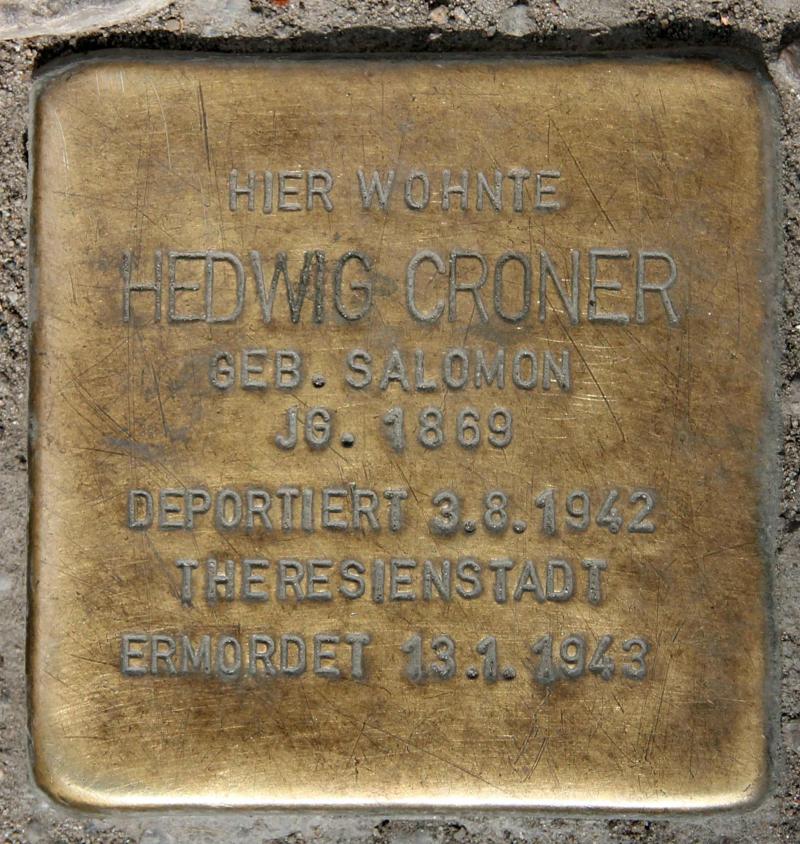 HIER WOHNTE
HEDWIG CRONER
GEB. SALOMON
JG. 1869
DEPORTIERT 3.8.1942
THERESIENSTADT
ERMORDET 13.1.1943